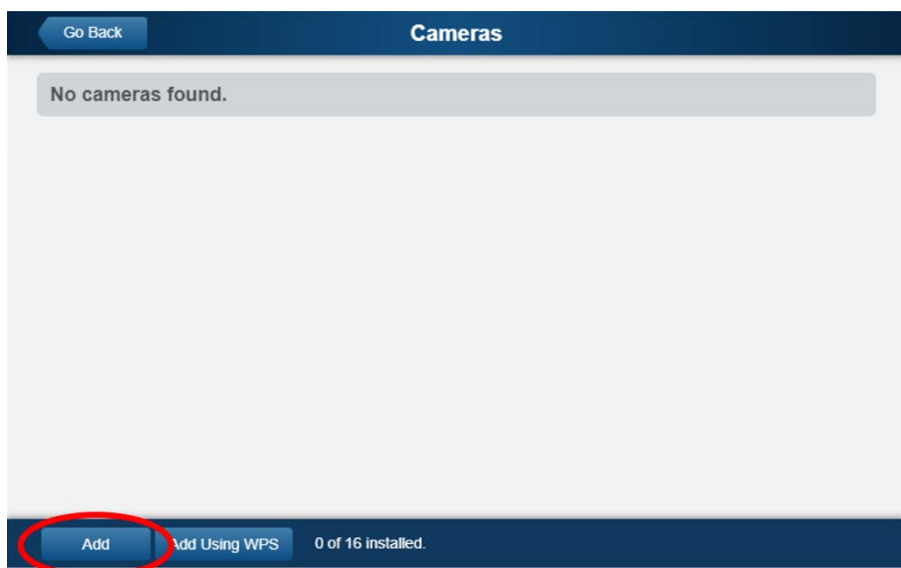 Go Back
Cameras
No cameras found.
Add
Add Using WPS
0 of 16 installed.